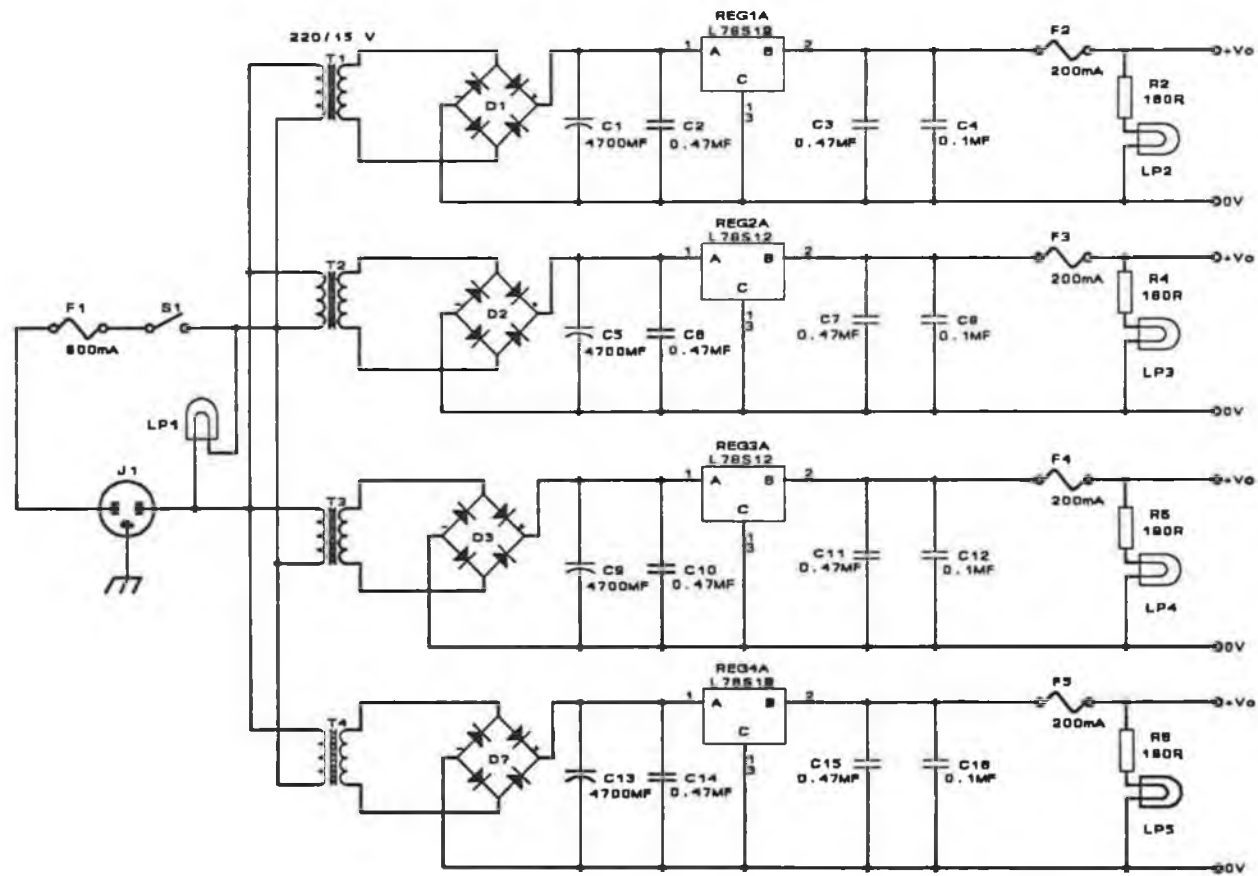 REG1A
F2
220/15 V
L78S12
T1
1
A
B
2
+Vo
200mA
R2
180R
D1
C
1
3
C1
4700MF
C2
0.47MF
C3
0.47MF
C4
0.1MF
LP2
0V
REG2A
L78S12
F3
T2
1
A
B
2
+Vo
200mA
R4
180R
F1
S1
D2
C
1
3
C5
4700MF
C6
0.47MF
C7
0.47MF
C8
0.1MF
LP3
0V
LP1
REG3A
L78S12
F4
J1
T3
1
A
B
2
+Vo
200mA
180R
D3
C
1
3
C9
4700MF
C10
0.47MF
C11
0.47MF
C12
0.1MF
LP4
0V
REG4A
F5
T4
1
A
B
2
+Vo
200mA
180R
D7
C
1
3
C13
4700MF
C14
0.47MF
C15
0.47MF
C16
0.1MF
LP5
0V